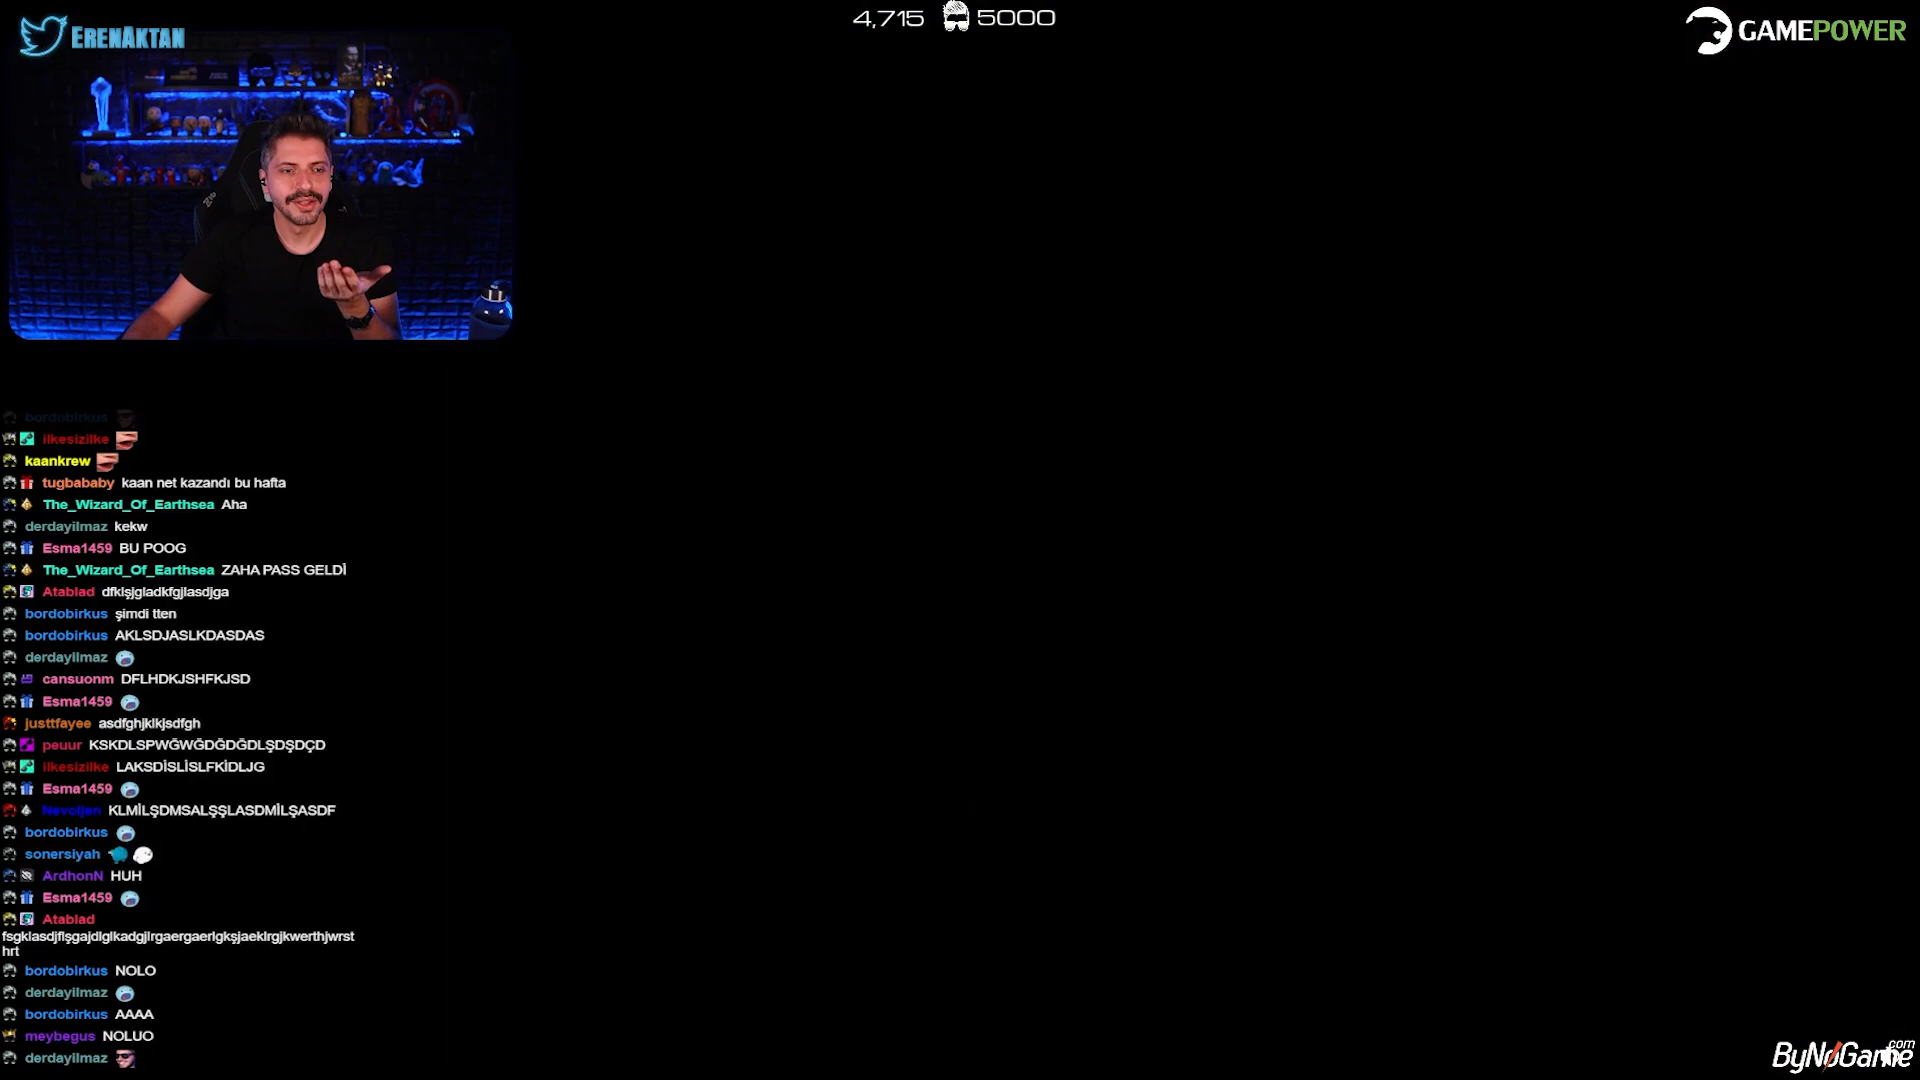 ERENAKTAN
4,715 5000
GAMEPOWER
bordobirkus
ilkesizilke
kaankrew
tugbababy kaan net kazandı bu hafta
The_Wizard_Of_Earthsea Aha
derdayilmaz kekw
Esma1459 BU POOG
The_Wizard_Of_Earthsea ZAHA PASS GELDİ
Atablad dfklşjgladkfgjlasdjga
bordobirkus şimdi tten
bordobirkus AKLSDJASLKDASDAS
derdayilmaz
cansuonm DFLHDKJSHFKJSD
Esma1459
justtfayee asdfghjklkjsdfgh
peuur KSKDLSPWĞWĞDĞDĞDLŞDŞDÇD
ilkesizilke LAKSDİSLİSLFKİDLJG
Esma1459
KLMİLŞDMSALŞŞLASDMİLŞASDF
bordobirkus
sonersiyah
ArdhonN HUH
Esma1459
Atablad
fsgklasdjflşgajdlglkadgjlrgaergaerlgkşjaeklrgjkwerthjwrst
hrt
bordobirkus NOLO
derdayilmaz
bordobirkus AAAA
meybegus NOLUO
derdayilmaz
ByNoGame.com